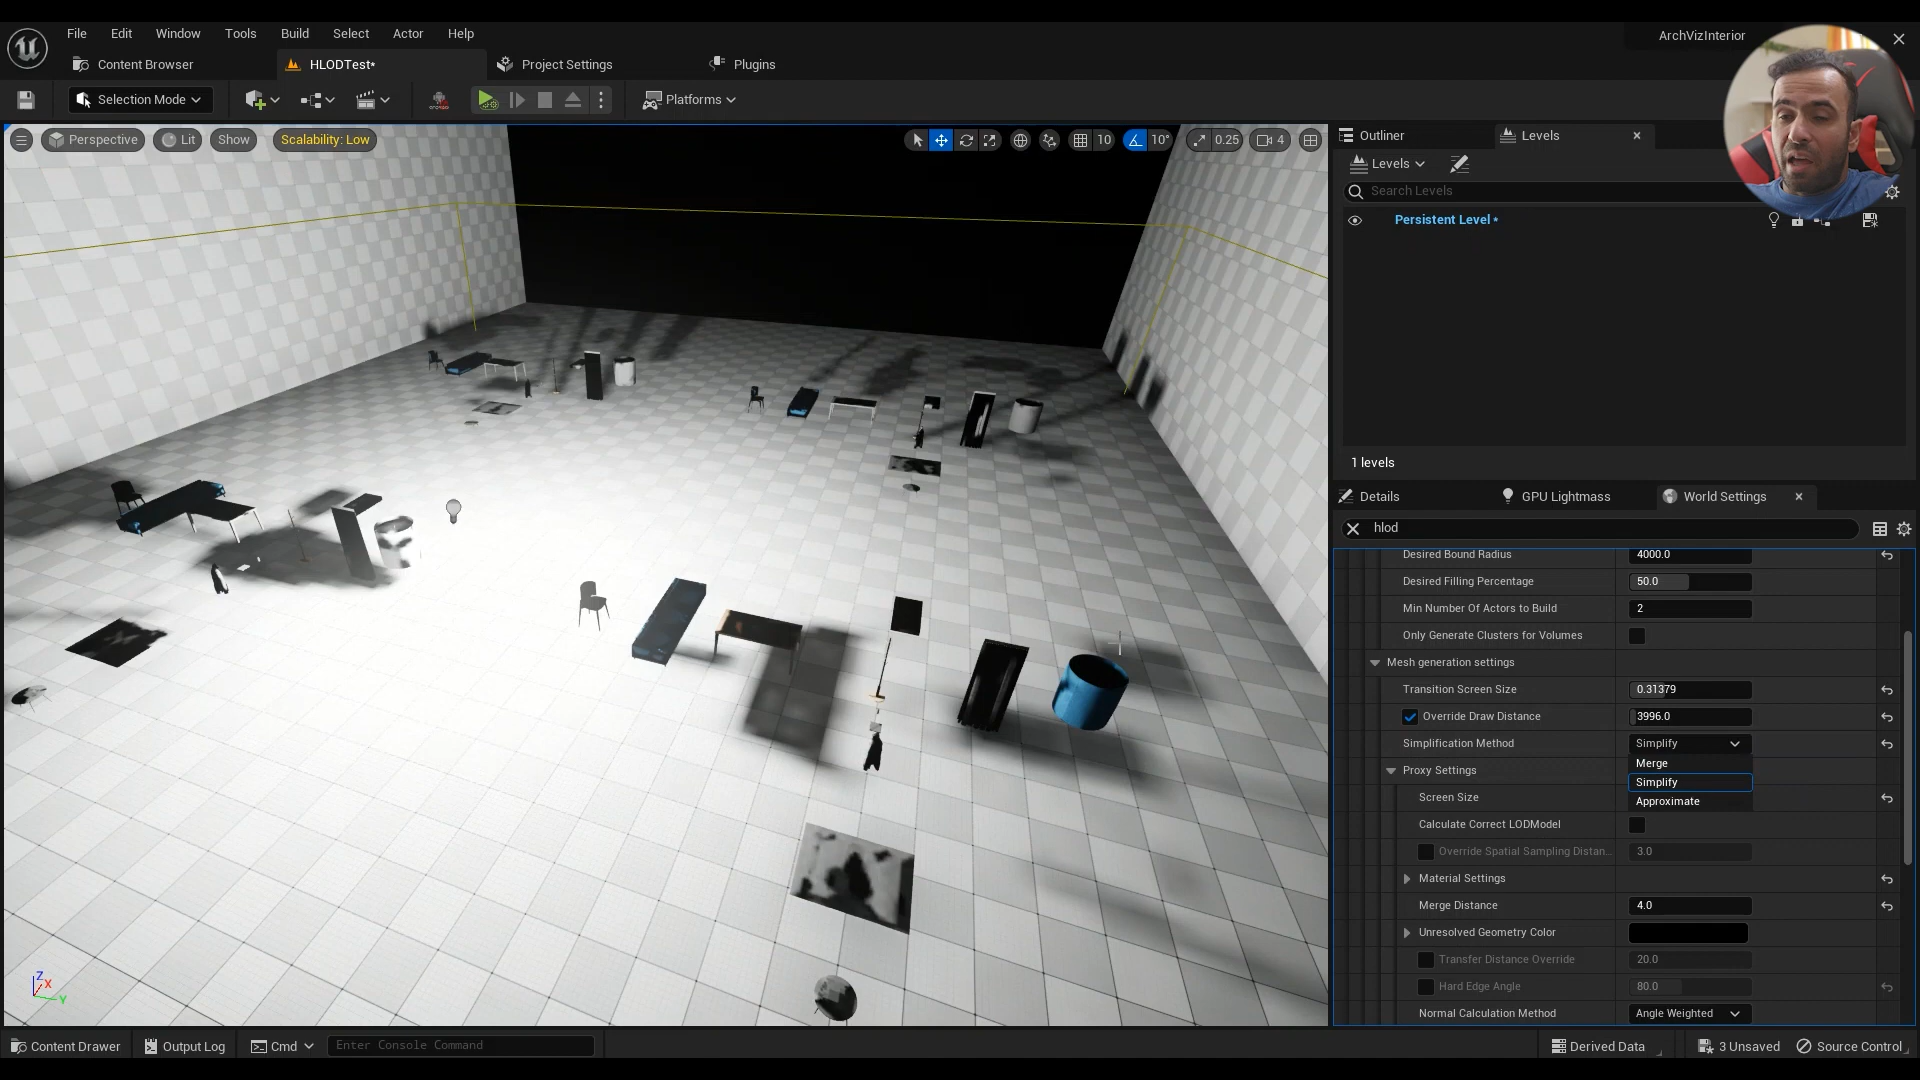 File Edit Window Tools Build Select Actor Help
ArchVizInterior
Content Browser
HLODTest*
Project Settings
Plugins
Selection Mode
Platforms
Perspective
Lit
Show
Scalability: Low
10
10°
0.25
4
Outliner
Levels
Levels
Search Levels
Persistent Level *
1 levels
Details
GPU Lightmass
World Settings
hlod
Desired Bound Radius 4000.0
Desired Filling Percentage 50.0
Min Number Of Actors to Build 2
Only Generate Clusters for Volumes
Mesh generation settings
Transition Screen Size 0.31379
Override Draw Distance 3996.0
Simplification Method Simplify
Merge
Proxy Settings
Simplify
Screen Size
Approximate
Calculate Correct LODModel
Override Spatial Sampling Distan... 3.0
Material Settings
Merge Distance 4.0
Unresolved Geometry Color
Transfer Distance Override 20.0
Hard Edge Angle 80.0
Normal Calculation Method Angle Weighted
Z
X
Y
Content Drawer
Output Log
Cmd
Enter Console Command
Derived Data
3 Unsaved
Source Control